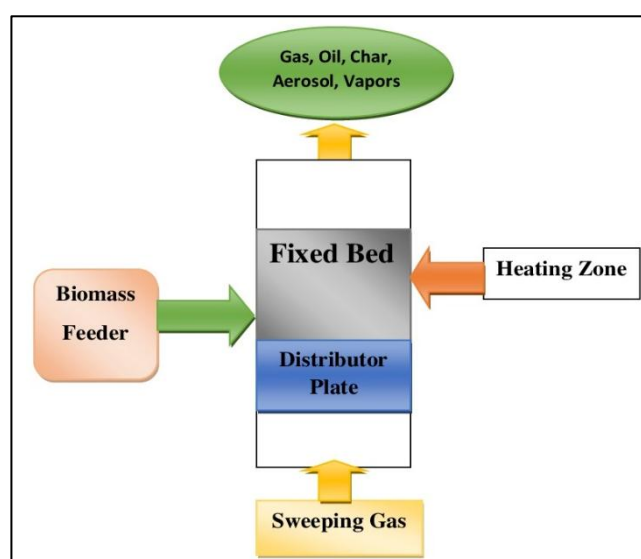 Gas, Oil, Char,
Aerosol, Vapors
Fixed Bed
Heating Zone
Biomass
Feeder
Distributor
Plate
Sweeping Gas